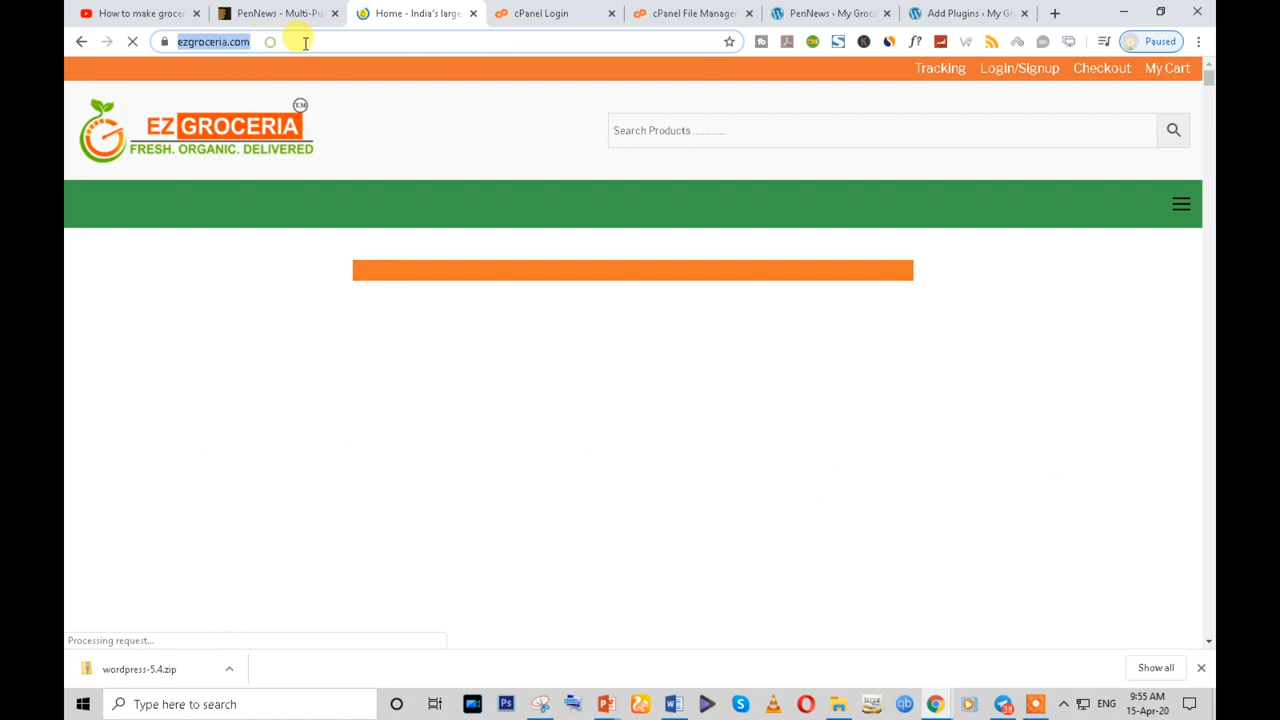 How to make grocer
PenNews - Multi-Pu
Home - India's large
cPanel Login
cPanel File Manager
PenNews ‹ My Groc
Add Plugins ‹ My Gr
ezgroceria.com
Paused
Tracking Login/Signup Checkout My Cart
TM
EZ GROCERIA
FRESH. ORGANIC. DELIVERED
Search Products .............
Processing request...
wordpress-5.4.zip
Show all
Type here to search
ENG
9:55 AM
15-Apr-20